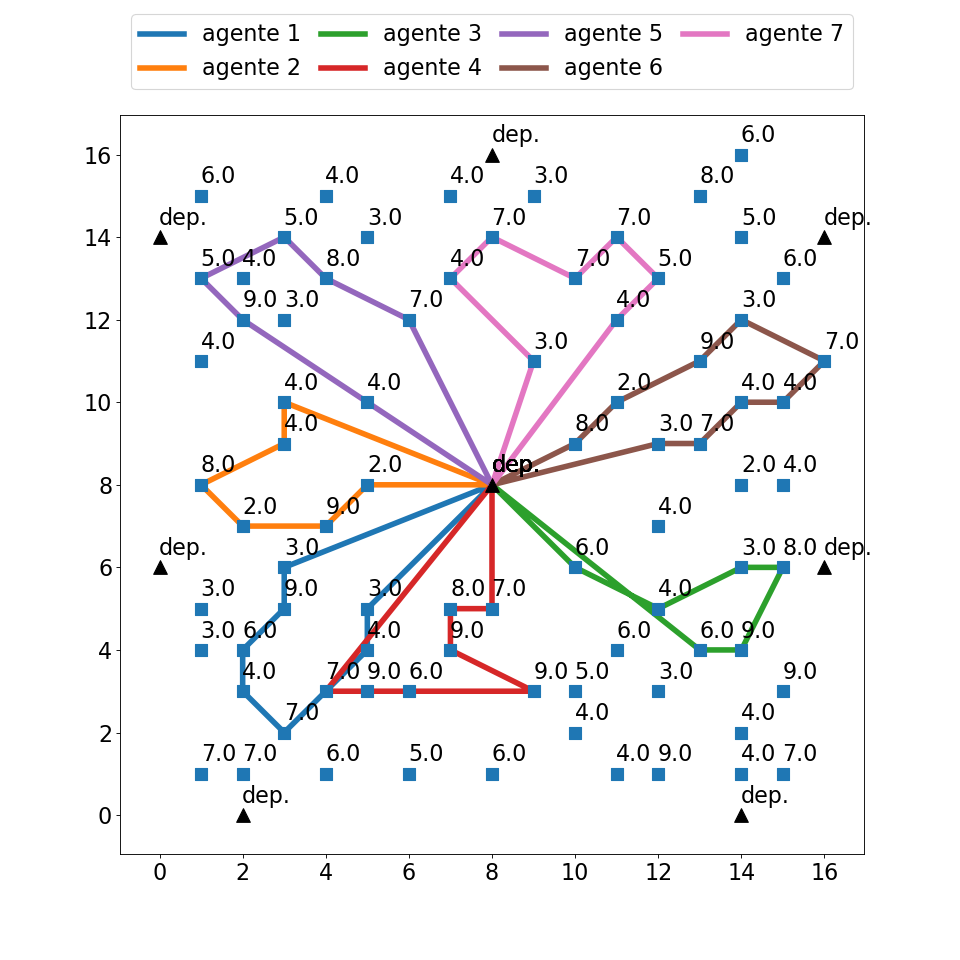 agente 1 agente 3 agente 5 agente 7
agente 2 agente 4 agente 6
6.0
dep.
16
6.0 4.0 4.0 3.0 8.0
dep. 5.0 3.0 7.0 7.0 5.0 dep.
14
5.0 4.0 8.0 4.0 7.0 5.0 6.0
9.0 3.0 7.0 4.0 3.0
12
4.0 3.0 9.0 7.0
4.0 4.0 2.0 4.0 4.0
10
4.0 8.0 3.0 7.0
8.0 2.0 dep. 2.0 4.0
8
2.0 9.0 4.0
dep. 3.0 6.0 3.0 8.0 dep.
6
3.0 9.0 3.0 8.0 7.0 4.0
3.0 6.0 4.0 9.0 6.0 6.0 9.0
4
4.0 7.0 9.0 6.0 9.0 5.0 3.0 9.0
7.0 4.0 4.0
2
7.0 7.0 6.0 5.0 6.0 4.0 9.0 4.0 7.0
dep. dep.
0
0 2 4 6 8 10 12 14 16